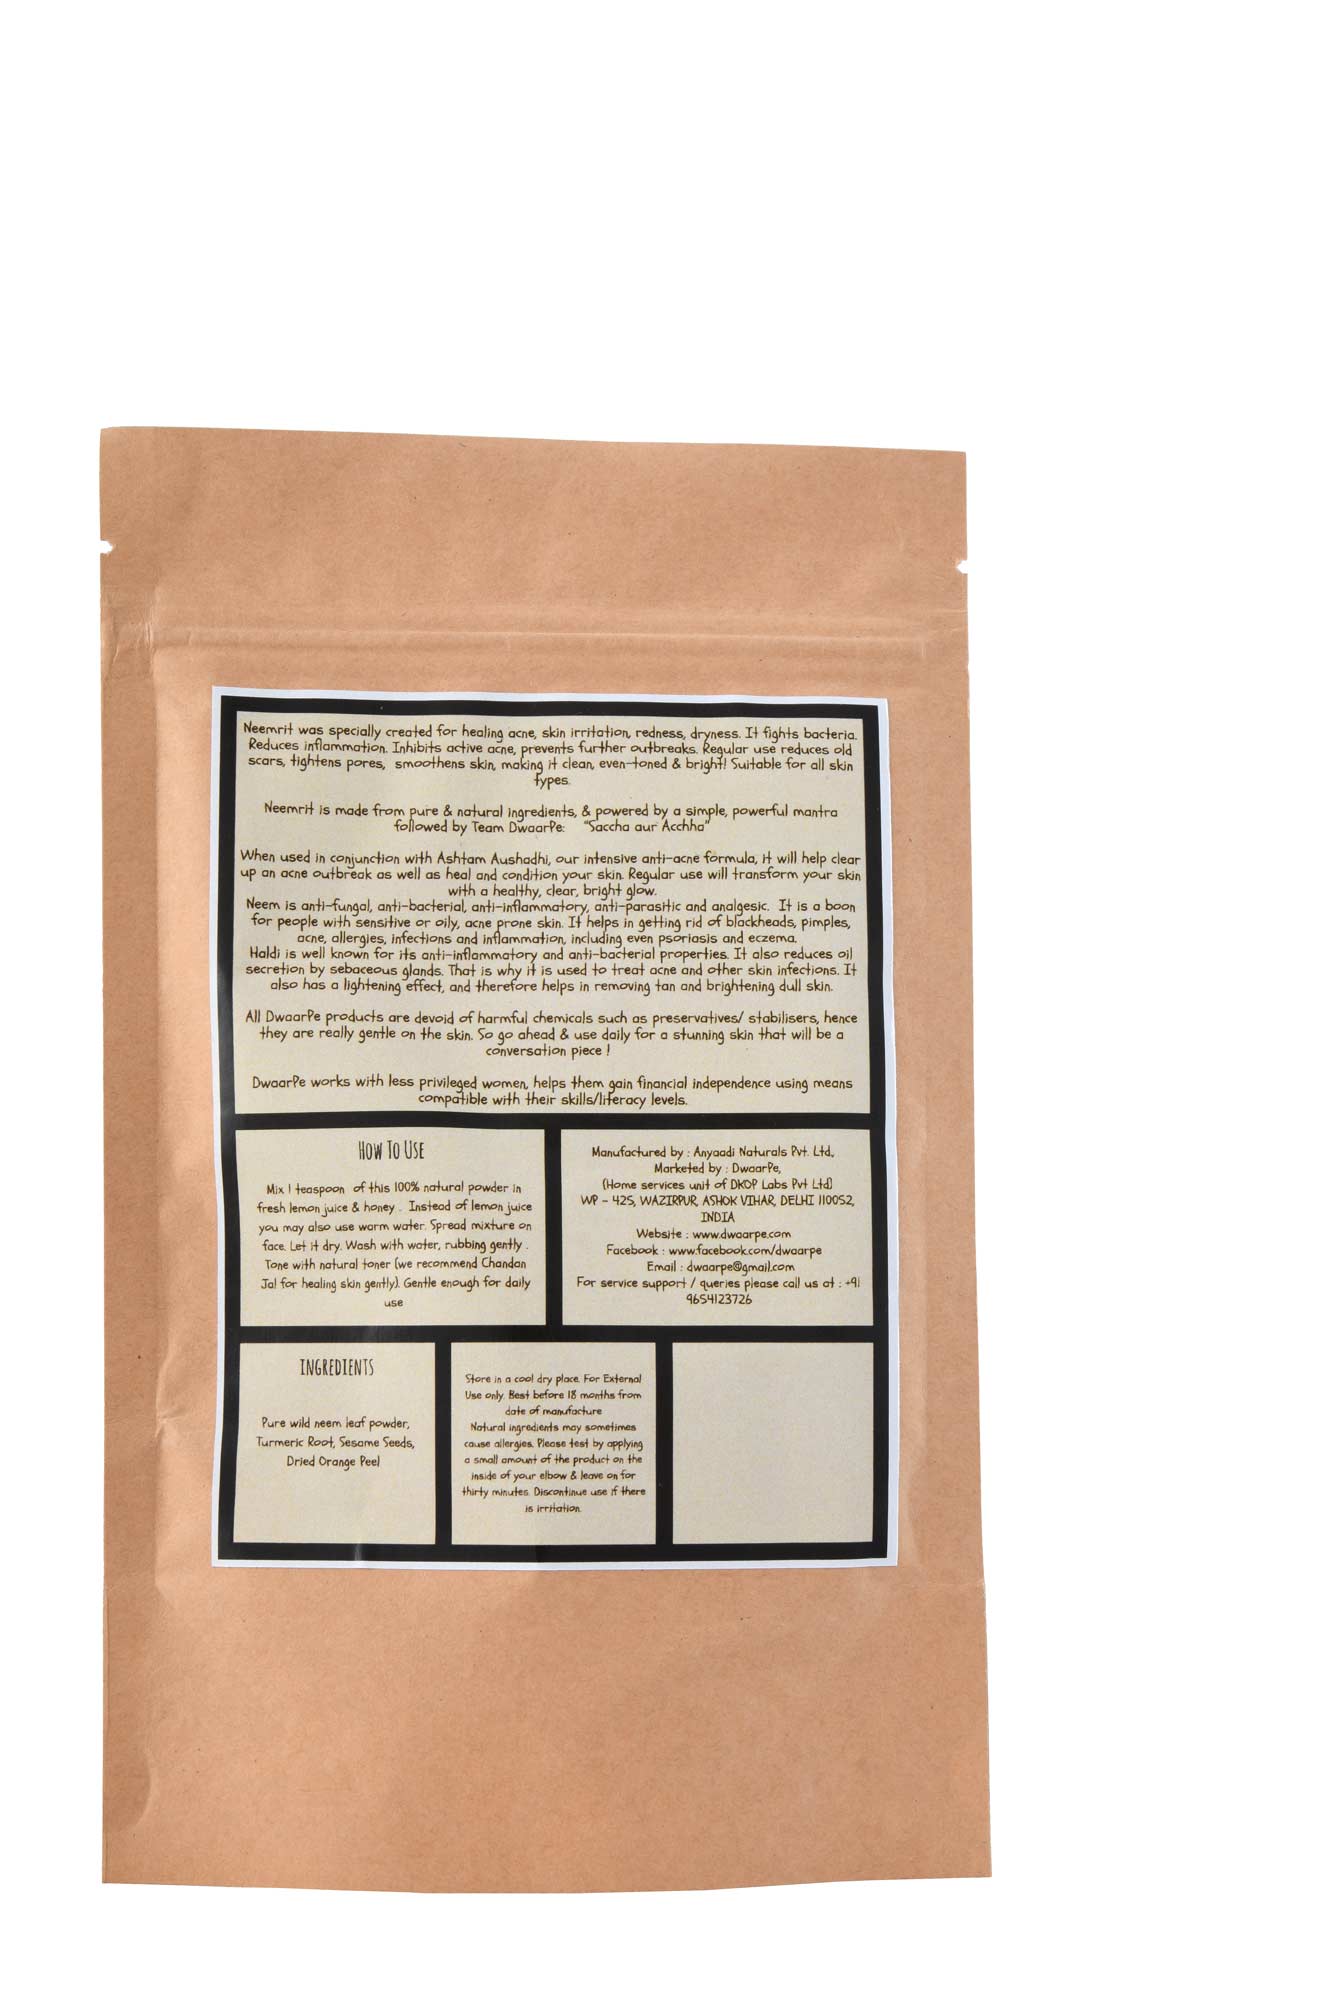 Neemrit was specially created for healing acne, skin irritation, redness, dryness. It fights bacteria.
Reduces inflammation. Inhibits active acne, prevents further outbreaks. Regular use reduces old
scars, tightens pores, smoothens skin, making it clean, even-toned & bright! Suitable for all skin
types.
Neemrit is made from pure & natural ingredients, & powered by a simple, powerful mantra
followed by Team DwaarPe: "Saccha aur Acchha"
When used in conjunction with Ashtam Aushadhi, our intensive anti-acne formula, it will help clear
up an acne outbreak as well as heal and condition your skin. Regular use will transform your skin
with a healthy, clear, bright glow.
Neem is anti-fungal, anti-bacterial, anti-inflammatory, anti-parasitic and analgesic. It is a boon
for people with sensitive or oily, acne prone skin. It helps in getting rid of blackheads, pimples,
acne, allergies, infections and inflammation, including even psoriasis and eczema.
Haldi is well known for its anti-inflammatory and anti-bacterial properties. It also reduces oil
secretion by sebaceous glands. That is why it is used to treat acne and other skin infections. It
also has a lightening effect, and therefore helps in removing tan and brightening dull skin.
All DwaarPe products are devoid of harmful chemicals such as preservatives/ stabilisers, hence
they are really gentle on the skin. So go ahead & use daily for a stunning skin that will be a
conversation piece !
DwaarPe works with less privileged women, helps them gain financial independence using means
compatible with their skills/literacy levels.
How To Use
Mix 1 teaspoon of this 100% natural powder in
fresh lemon juice & honey . Instead of lemon juice
you may also use warm water. Spread mixture on
face. Let it dry. Wash with water, rubbing gently .
Tone with natural toner (we recommend Chandan
Jal for healing skin gently). Gentle enough for daily
use
Manufactured by : Anyaadi Naturals Pvt. Ltd.,
Marketed by : DwaarPe,
(Home services unit of DKOP Labs Pvt Ltd)
WP - 425, WAZIRPUR, ASHOK VIHAR, DELHI 110052,
INDIA
Website : www.dwaarpe.com
Facebook : www.facebook.com/dwaarpe
Email : dwaarpe@gmail.com
For service support / queries please call us at : +91
9654123726
INGREDIENTS
Pure wild neem leaf powder,
Turmeric Root, Sesame Seeds,
Dried Orange Peel
Store in a cool dry place. For External
Use only. Best before 18 months from
date of manufacture
Natural ingredients may sometimes
cause allergies. Please test by applying
a small amount of the product on the
inside of your elbow & leave on for
thirty minutes. Discontinue use if there
is irritation.